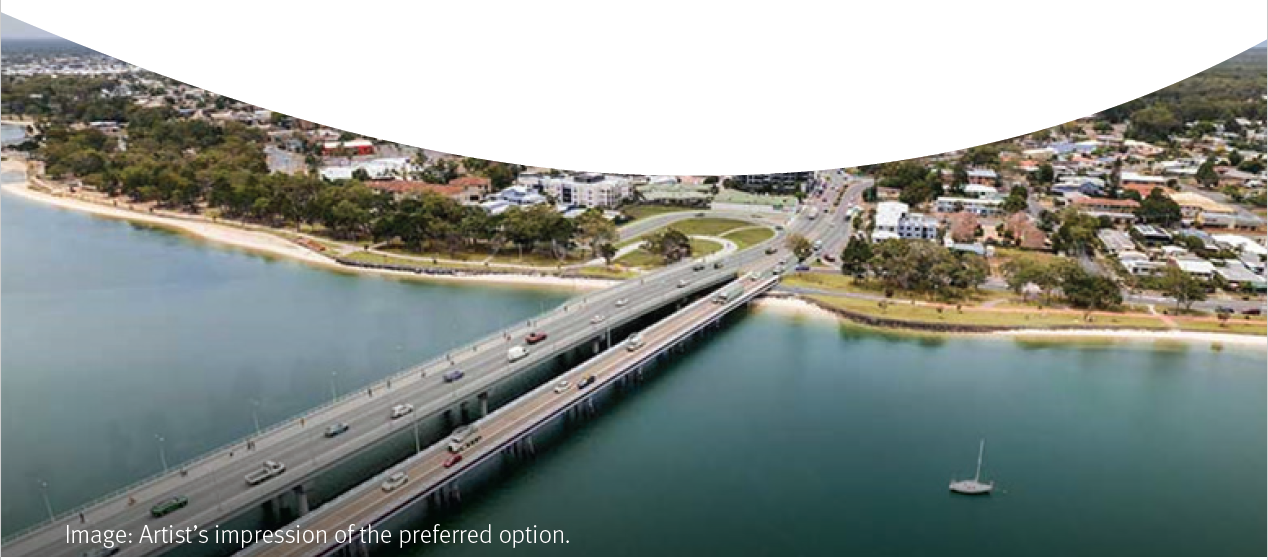 Image: Artist’s impression of the preferred option.